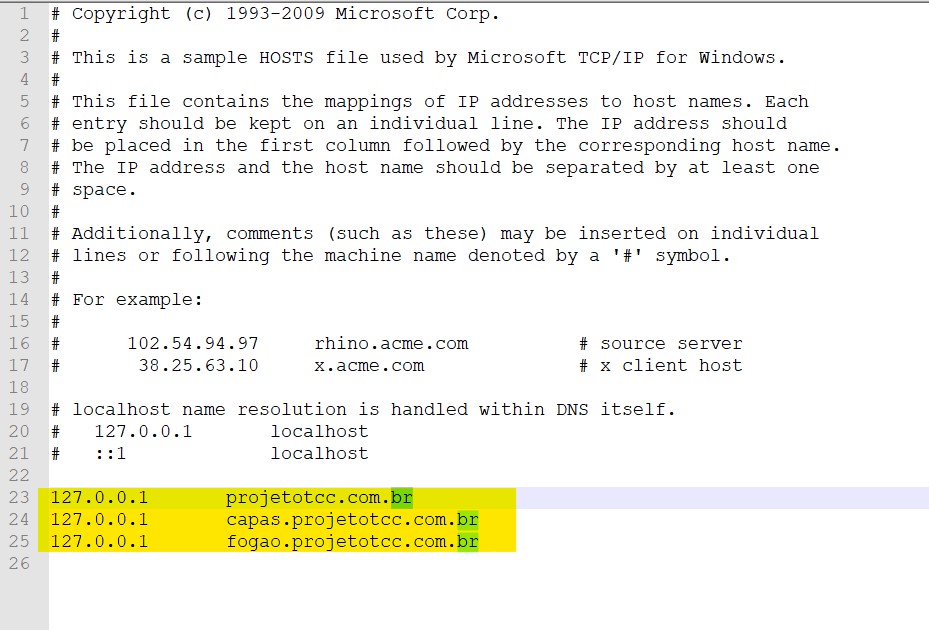 1 # Copyright (c) 1993-2009 Microsoft Corp.
2 #
3 # This is a sample HOSTS file used by Microsoft TCP/IP for Windows.
4 #
5 # This file contains the mappings of IP addresses to host names. Each
6 # entry should be kept on an individual line. The IP address should
7 # be placed in the first column followed by the corresponding host name.
8 # The IP address and the host name should be separated by at least one
9 # space.
10 #
11 # Additionally, comments (such as these) may be inserted on individual
12 # lines or following the machine name denoted by a '#' symbol.
13 #
14 # For example:
15 #
16 #      102.54.94.97     rhino.acme.com          # source server
17 #       38.25.63.10     x.acme.com              # x client host
18
19 # localhost name resolution is handled within DNS itself.
20 #   127.0.0.1       localhost
21 #   ::1             localhost
22
23 127.0.0.1       projetotcc.com.br
24 127.0.0.1       capas.projetotcc.com.br
25 127.0.0.1       fogao.projetotcc.com.br
26